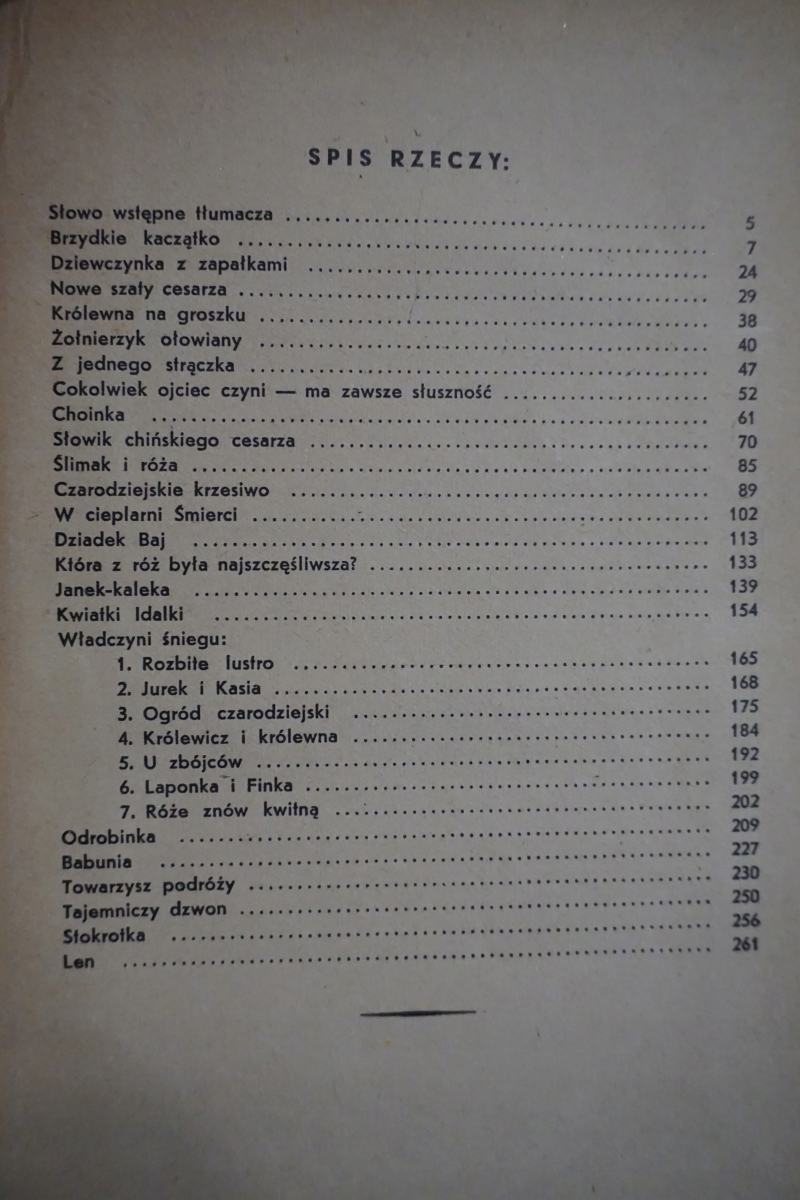 SPIS RZECZY:
Słowo wstępne tłumacza ........ 5
Brzydkie kaczątko ........ 7
Dziewczynka z zapałkami ........ 24
Nowe szaty cesarza ........ 29
Królewna na groszku ........ 38
Żołnierzyk ołowiany ........ 40
Z jednego strączka ........ 47
Cokolwiek ojciec czyni — ma zawsze słuszność ........ 52
Choinka ........ 61
Słowik chińskiego cesarza ........ 70
Ślimak i róża ........ 85
Czarodziejskie krzesiwo ........ 89
W cieplarni Śmierci ........ 102
Dziadek Baj ........ 113
Która z róż była najszczęśliwsza? ........ 133
Janek-kaleka ........ 139
Kwiatki Idalki ........ 154
Władczyni śniegu:
1. Rozbite lustro ........ 165
2. Jurek i Kasia ........ 168
3. Ogród czarodziejski ........ 175
4. Królewicz i królewna ........ 184
5. U zbójców ........ 192
6. Laponka i Finka ........ 199
7. Róże znów kwitną ........ 202
Odrobinka ........ 209
Babunia ........ 227
Towarzysz podróży ........ 230
Tajemniczy dzwon ........ 250
Stokrotka ........ 256
Len ........ 261